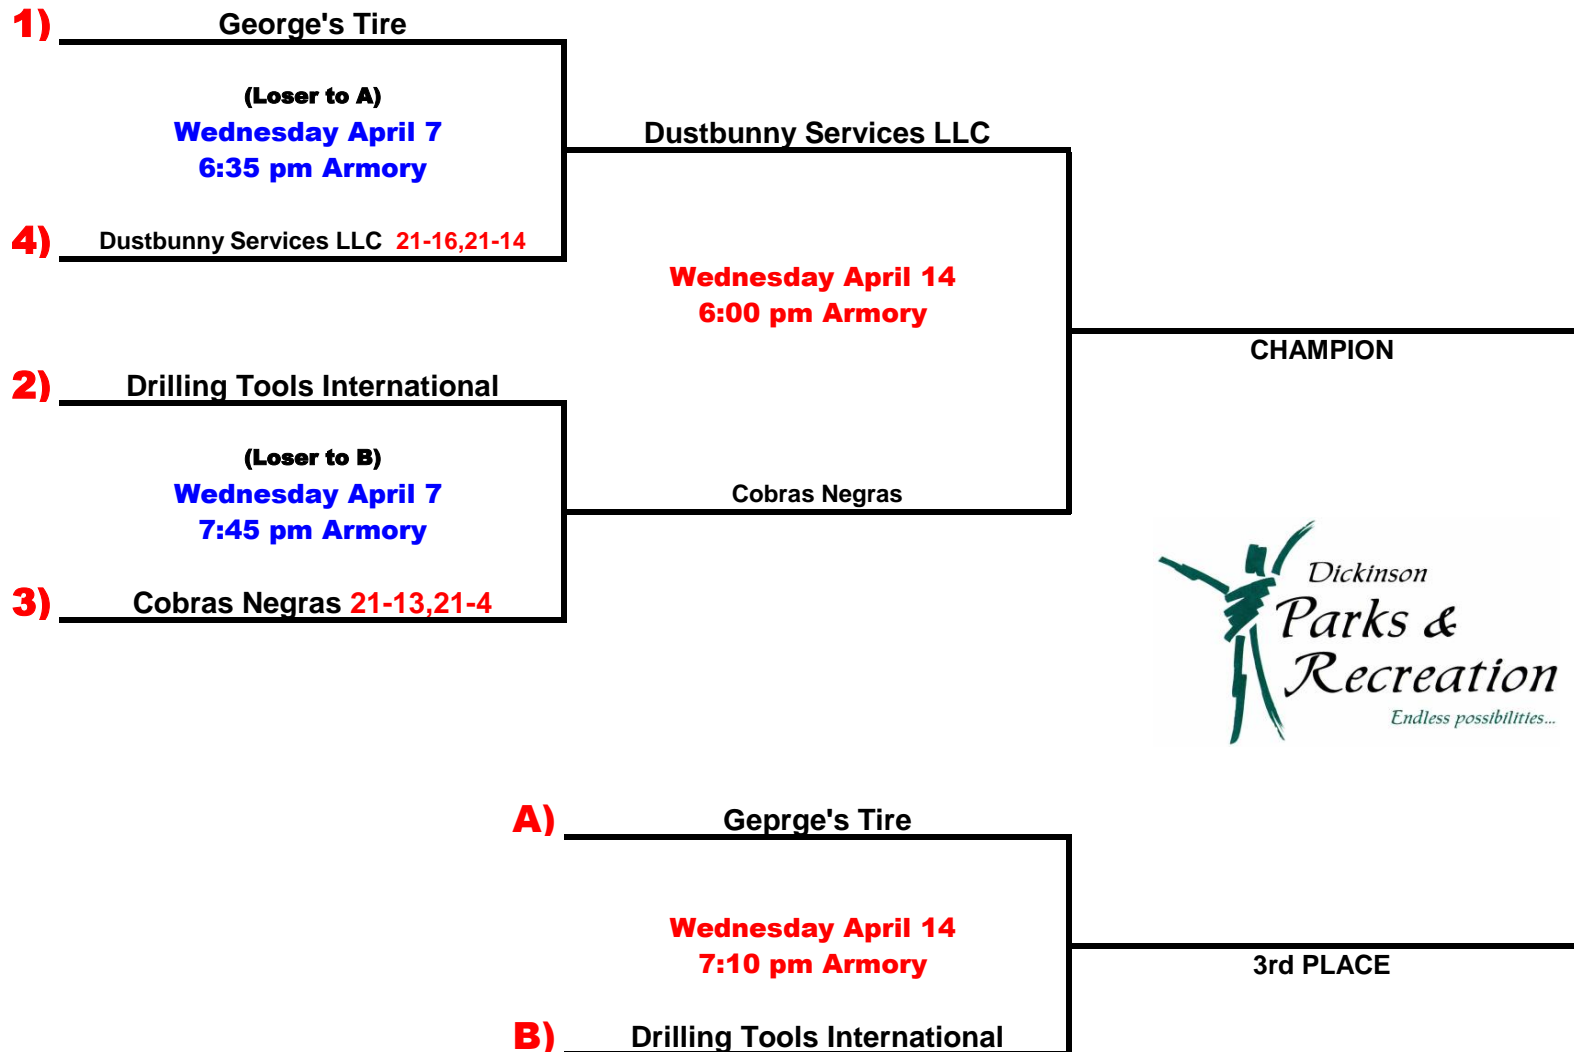 1) George's Tire
(Loser to A)
Wednesday April 7
6:35 pm Armory
Dustbunny Services LLC
4) Dustbunny Services LLC 21-16,21-14
Wednesday April 14
6:00 pm Armory
CHAMPION
2) Drilling Tools International
(Loser to B)
Wednesday April 7
7:45 pm Armory
Cobras Negras
3) Cobras Negras 21-13,21-4
Dickinson
Parks &
Recreation
Endless possibilities...
A) Geprge's Tire
Wednesday April 14
7:10 pm Armory
3rd PLACE
B) Drilling Tools International